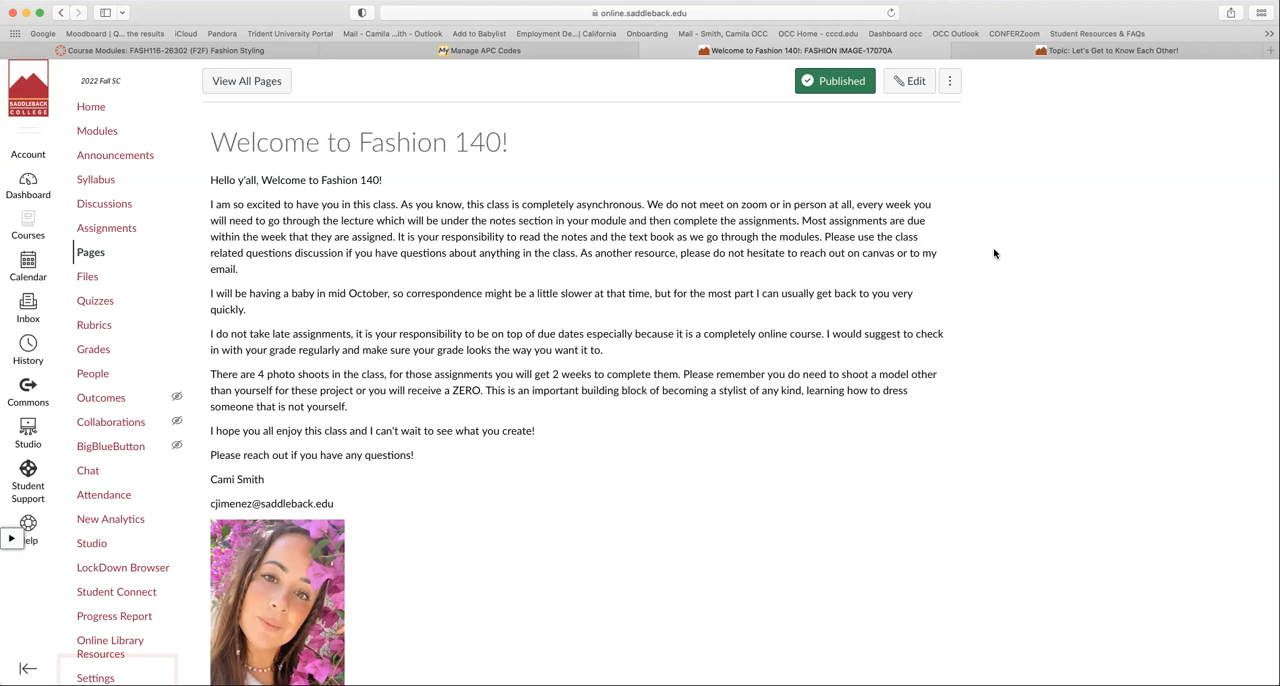 online.saddleback.edu
Google Moodboard | Q... the results iCloud Pandora Trident University Portal Mail - Camila ...ith - Outlook Add to Babylist Employment De...| California Onboarding Mail - Smith, Camila OCC OCC Home - cccd.edu Dashboard occ OCC Outlook CONFERZoom Student Resources & FAQs
Course Modules: FASH116-26302 (F2F) Fashion Styling Manage APC Codes Welcome to Fashion 140!: FASHION IMAGE-17070A Topic: Let's Get to Know Each Other!
SADDLEBACK
COLLEGE
Account
Dashboard
Courses
Calendar
Inbox
History
Commons
Studio
Student
Support
elp
2022 Fall SC
Home
Modules
Announcements
Syllabus
Discussions
Assignments
Pages
Files
Quizzes
Rubrics
Grades
People
Outcomes
Collaborations
BigBlueButton
Chat
Attendance
New Analytics
Studio
LockDown Browser
Student Connect
Progress Report
Online Library
Resources
Settings
View All Pages Published Edit
Welcome to Fashion 140!
Hello y'all, Welcome to Fashion 140!
I am so excited to have you in this class. As you know, this class is completely asynchronous. We do not meet on zoom or in person at all, every week you
will need to go through the lecture which will be under the notes section in your module and then complete the assignments. Most assignments are due
within the week that they are assigned. It is your responsibility to read the notes and the text book as we go through the modules. Please use the class
related questions discussion if you have questions about anything in the class. As another resource, please do not hesitate to reach out on canvas or to my
email.
I will be having a baby in mid October, so correspondence might be a little slower at that time, but for the most part I can usually get back to you very
quickly.
I do not take late assignments, it is your responsibility to be on top of due dates especially because it is a completely online course. I would suggest to check
in with your grade regularly and make sure your grade looks the way you want it to.
There are 4 photo shoots in the class, for those assignments you will get 2 weeks to complete them. Please remember you do need to shoot a model other
than yourself for these project or you will receive a ZERO. This is an important building block of becoming a stylist of any kind, learning how to dress
someone that is not yourself.
I hope you all enjoy this class and I can't wait to see what you create!
Please reach out if you have any questions!
Cami Smith
cjimenez@saddleback.edu